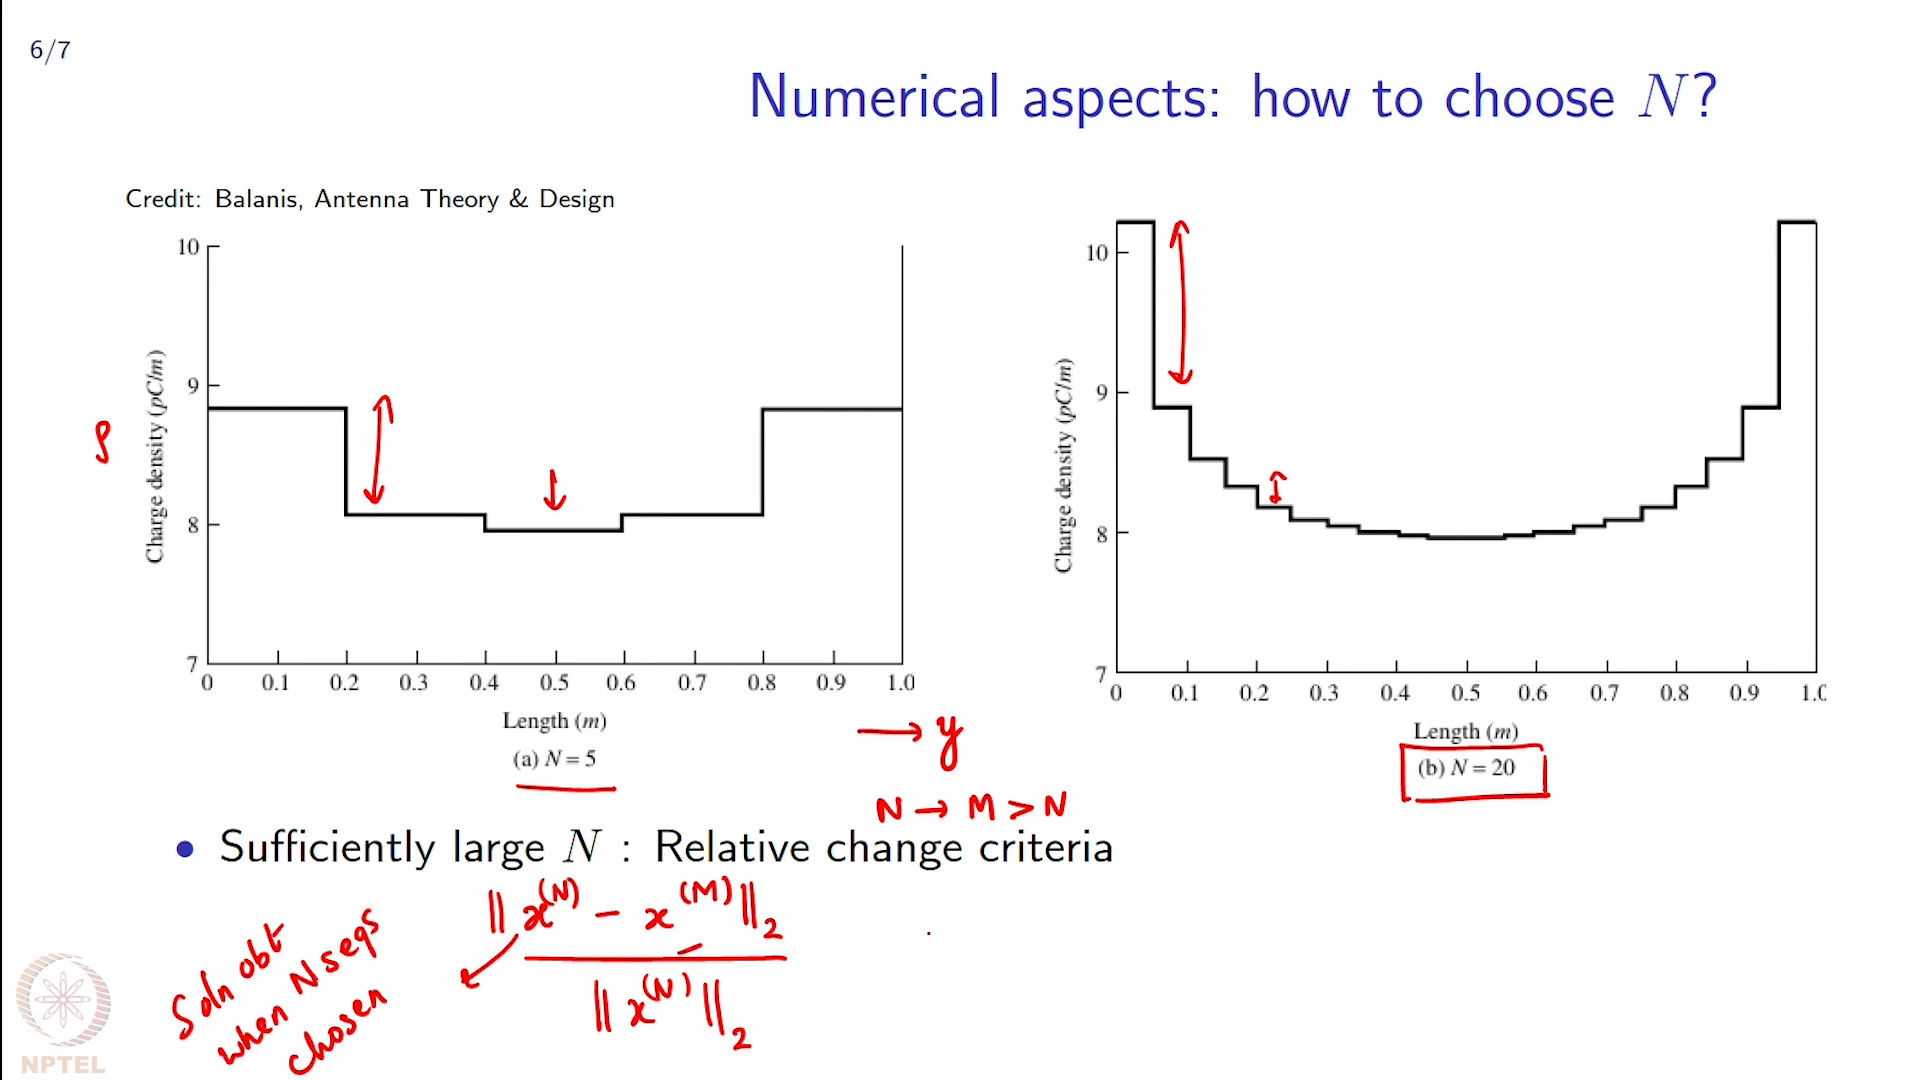 6/7
Numerical aspects: how to choose N?
Credit: Balanis, Antenna Theory & Design
10
9
8
7
Charge density (pC/m)
ρ
0 0.1 0.2 0.3 0.4 0.5 0.6 0.7 0.8 0.9 1.0
Length (m)
(a) N = 5
→ y
10
9
8
7
Charge density (pC/m)
0 0.1 0.2 0.3 0.4 0.5 0.6 0.7 0.8 0.9 1.0
Length (m)
(b) N = 20
N → M > N
• Sufficiently large N : Relative change criteria
|| x^(N) - x^(M) ||_2
|| x^(N) ||_2
Soln obt
when N segs
chosen
NPTEL